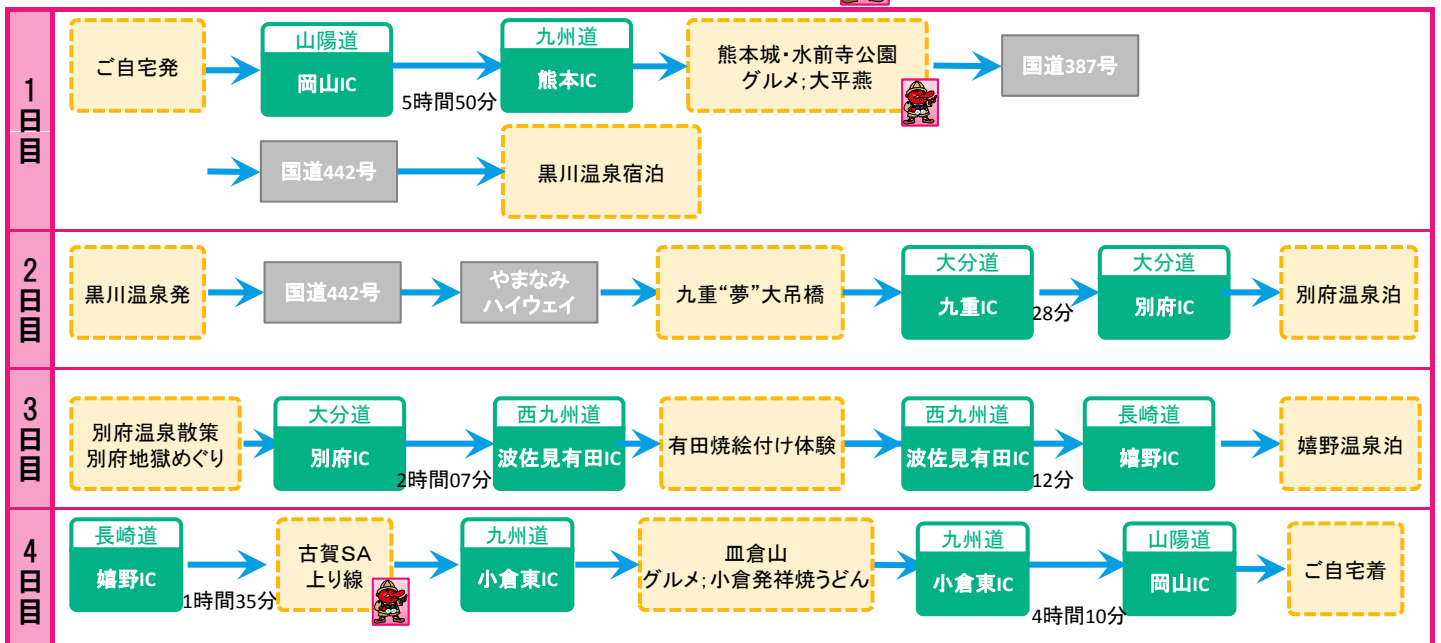 1
日
目
ご自宅発
山陽道
岡山IC
5時間50分
九州道
熊本IC
熊本城・水前寺公園
グルメ;太平燕
国道387号
国道442号
黒川温泉宿泊
2
日
目
黒川温泉発
国道442号
やまなみ
ハイウェイ
九重“夢”大吊橋
大分道
九重IC
28分
大分道
別府IC
別府温泉泊
3
日
目
別府温泉散策
別府地獄めぐり
大分道
別府IC
2時間07分
西九州道
波佐見有田IC
有田焼絵付け体験
西九州道
波佐見有田IC
12分
長崎道
嬉野IC
嬉野温泉泊
4
日
目
長崎道
嬉野IC
1時間35分
古賀SA
上り線
九州道
小倉東IC
皿倉山
グルメ;小倉発祥焼うどん
九州道
小倉東IC
4時間10分
山陽道
岡山IC
ご自宅着